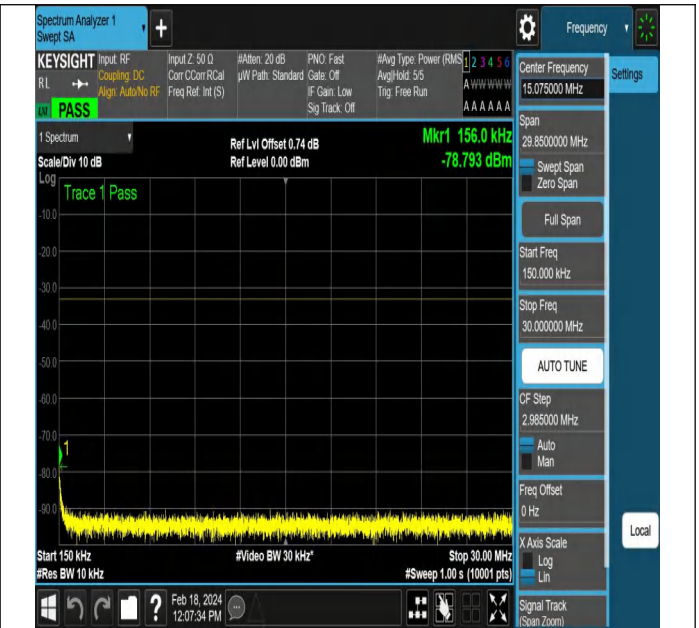 Spectrum Analyzer 1
Swept SA
Frequency
KEYSIGHT
RL
PASS
Input: RF
Coupling: DC
Align: Auto/No RF
Input Z: 50 Ω
Corr CCorr RCal
Freq Ref: Int (S)
#Atten: 20 dB
µW Path: Standard
PNO: Fast
Gate: Off
IF Gain: Low
Sig Track: Off
#Avg Type: Power (RMS
Avg|Hold: 5/5
Trig: Free Run
1 2 3 4 5 6
A W W W W W
A A A A A A
1 Spectrum
Scale/Div 10 dB
Ref Lvl Offset 0.74 dB
Ref Level 0.00 dBm
Mkr1 156.0 kHz
-78.793 dBm
Log
Trace 1 Pass
-10.0
-20.0
-30.0
-40.0
-50.0
-60.0
-70.0
1
-80.0
-90.0
Start 150 kHz
#Video BW 30 kHz*
Stop 30.00 MHz
#Res BW 10 kHz
#Sweep 1.00 s (10001 pts)
?
Feb 18, 2024
12:07:34 PM
Center Frequency
15.075000 MHz
Settings
Span
29.8500000 MHz
Swept Span
Zero Span
Full Span
Start Freq
150.000 kHz
Stop Freq
30.000000 MHz
AUTO TUNE
CF Step
2.985000 MHz
Auto
Man
Freq Offset
0 Hz
X Axis Scale
Log
Lin
Local
Signal Track
(Span Zoom)